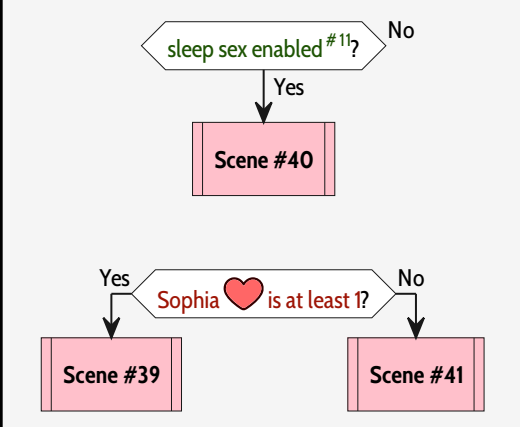 No
sleep sex enabled #11?
Yes
Scene #40
Yes
No
Sophia is at least 1?
Scene #39
Scene #41